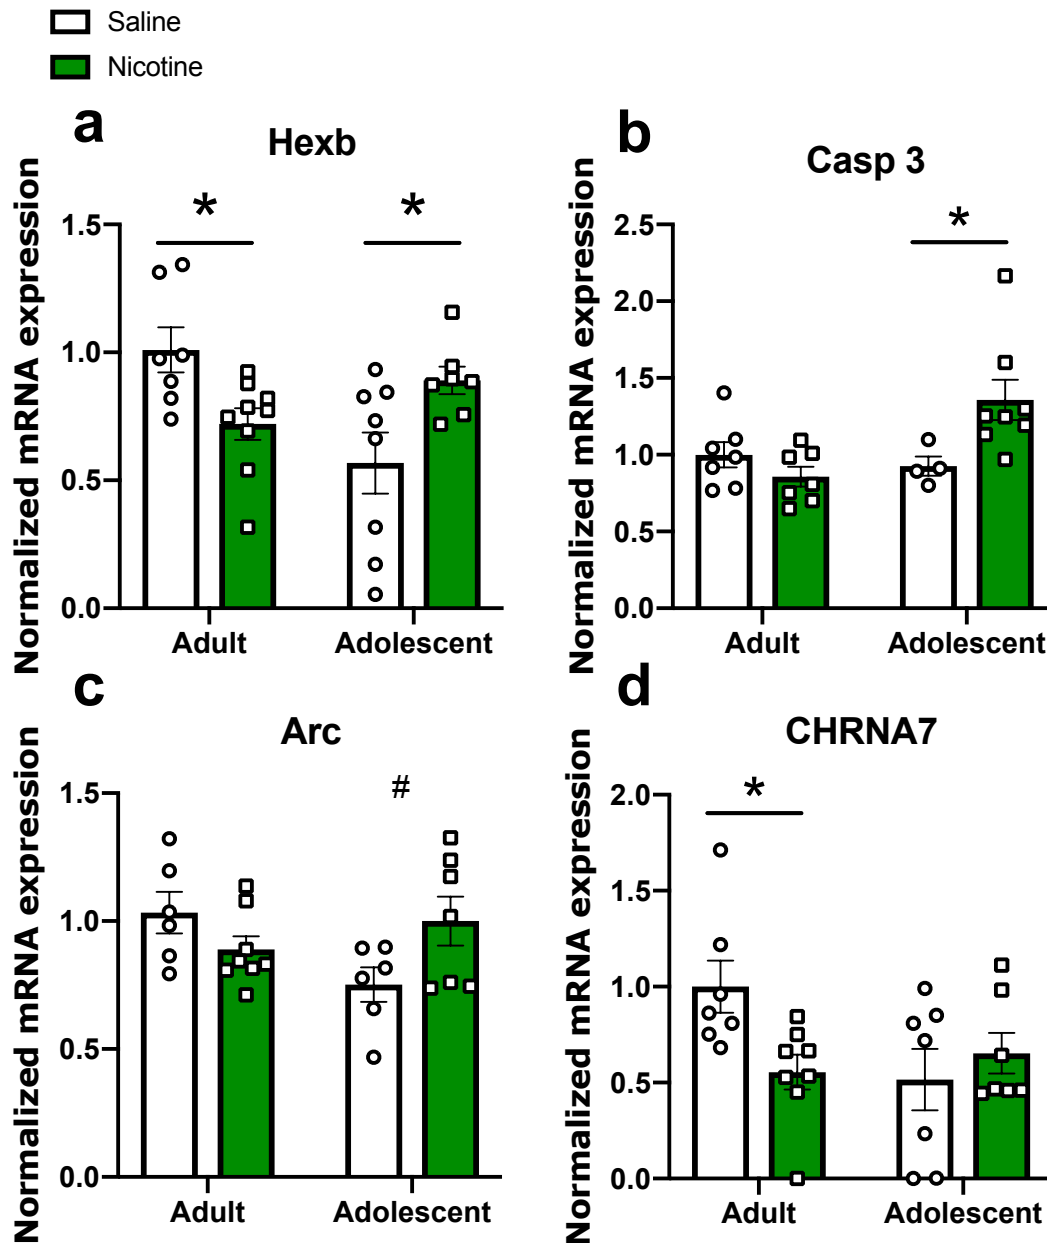 Saline
Nicotine
a
Hexb
Normalized mRNA expression
1.5
1.0
0.5
0.0
*
*
Adult
Adolescent
b
Casp 3
Normalized mRNA expression
2.5
2.0
1.5
1.0
0.5
0.0
*
Adult
Adolescent
c
Arc
Normalized mRNA expression
1.5
1.0
0.5
0.0
#
Adult
Adolescent
d
CHRNA7
Normalized mRNA expression
2.0
1.5
1.0
0.5
0.0
*
Adult
Adolescent